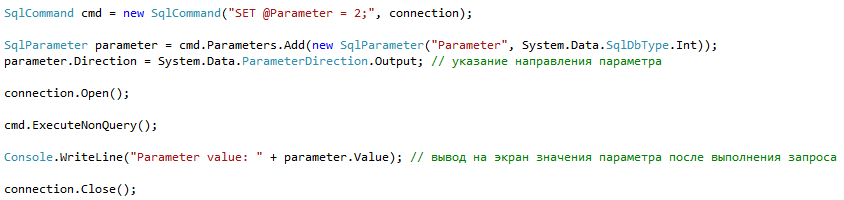 SqlCommand cmd = new SqlCommand("SET @Parameter = 2;", connection);
SqlParameter parameter = cmd.Parameters.Add(new SqlParameter("Parameter", System.Data.SqlDbType.Int));
parameter.Direction = System.Data.ParameterDirection.Output; // указание направления параметра
connection.Open();
cmd.ExecuteNonQuery();
Console.WriteLine("Parameter value: " + parameter.Value); // вывод на экран значения параметра после выполнения запроса
connection.Close();